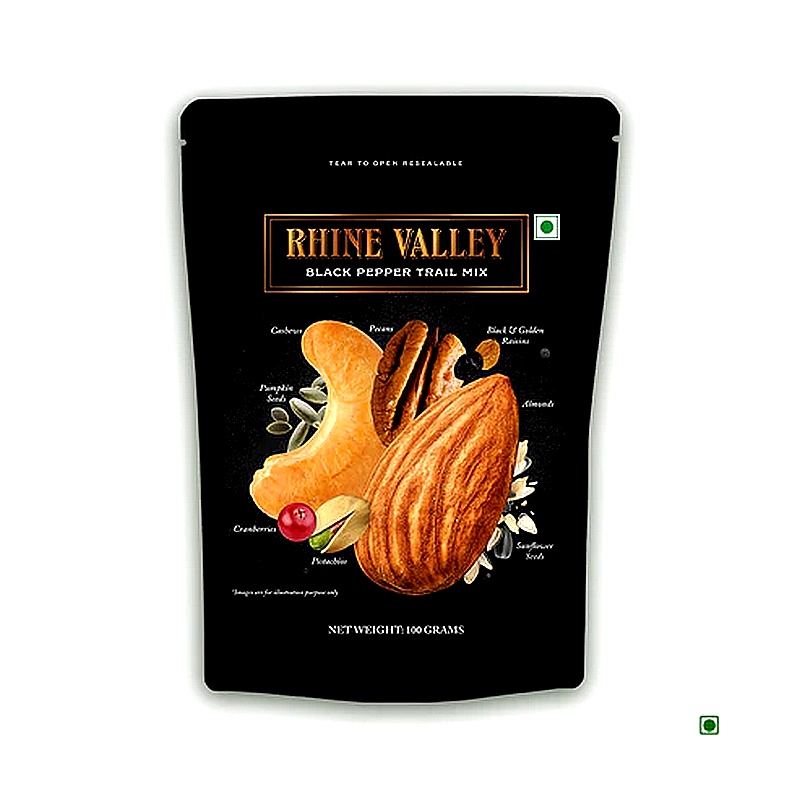 TEAR TO OPEN RESEALABLE
RHINE VALLEY
BLACK PEPPER TRAIL MIX
Cashews
Pecans
Black & Golden
Raisins
Pumpkin
Seeds
Almonds
Cranberries
Pistachios
Sunflower
Seeds
*Images are for illustration purpose only
NET WEIGHT: 100 GRAMS